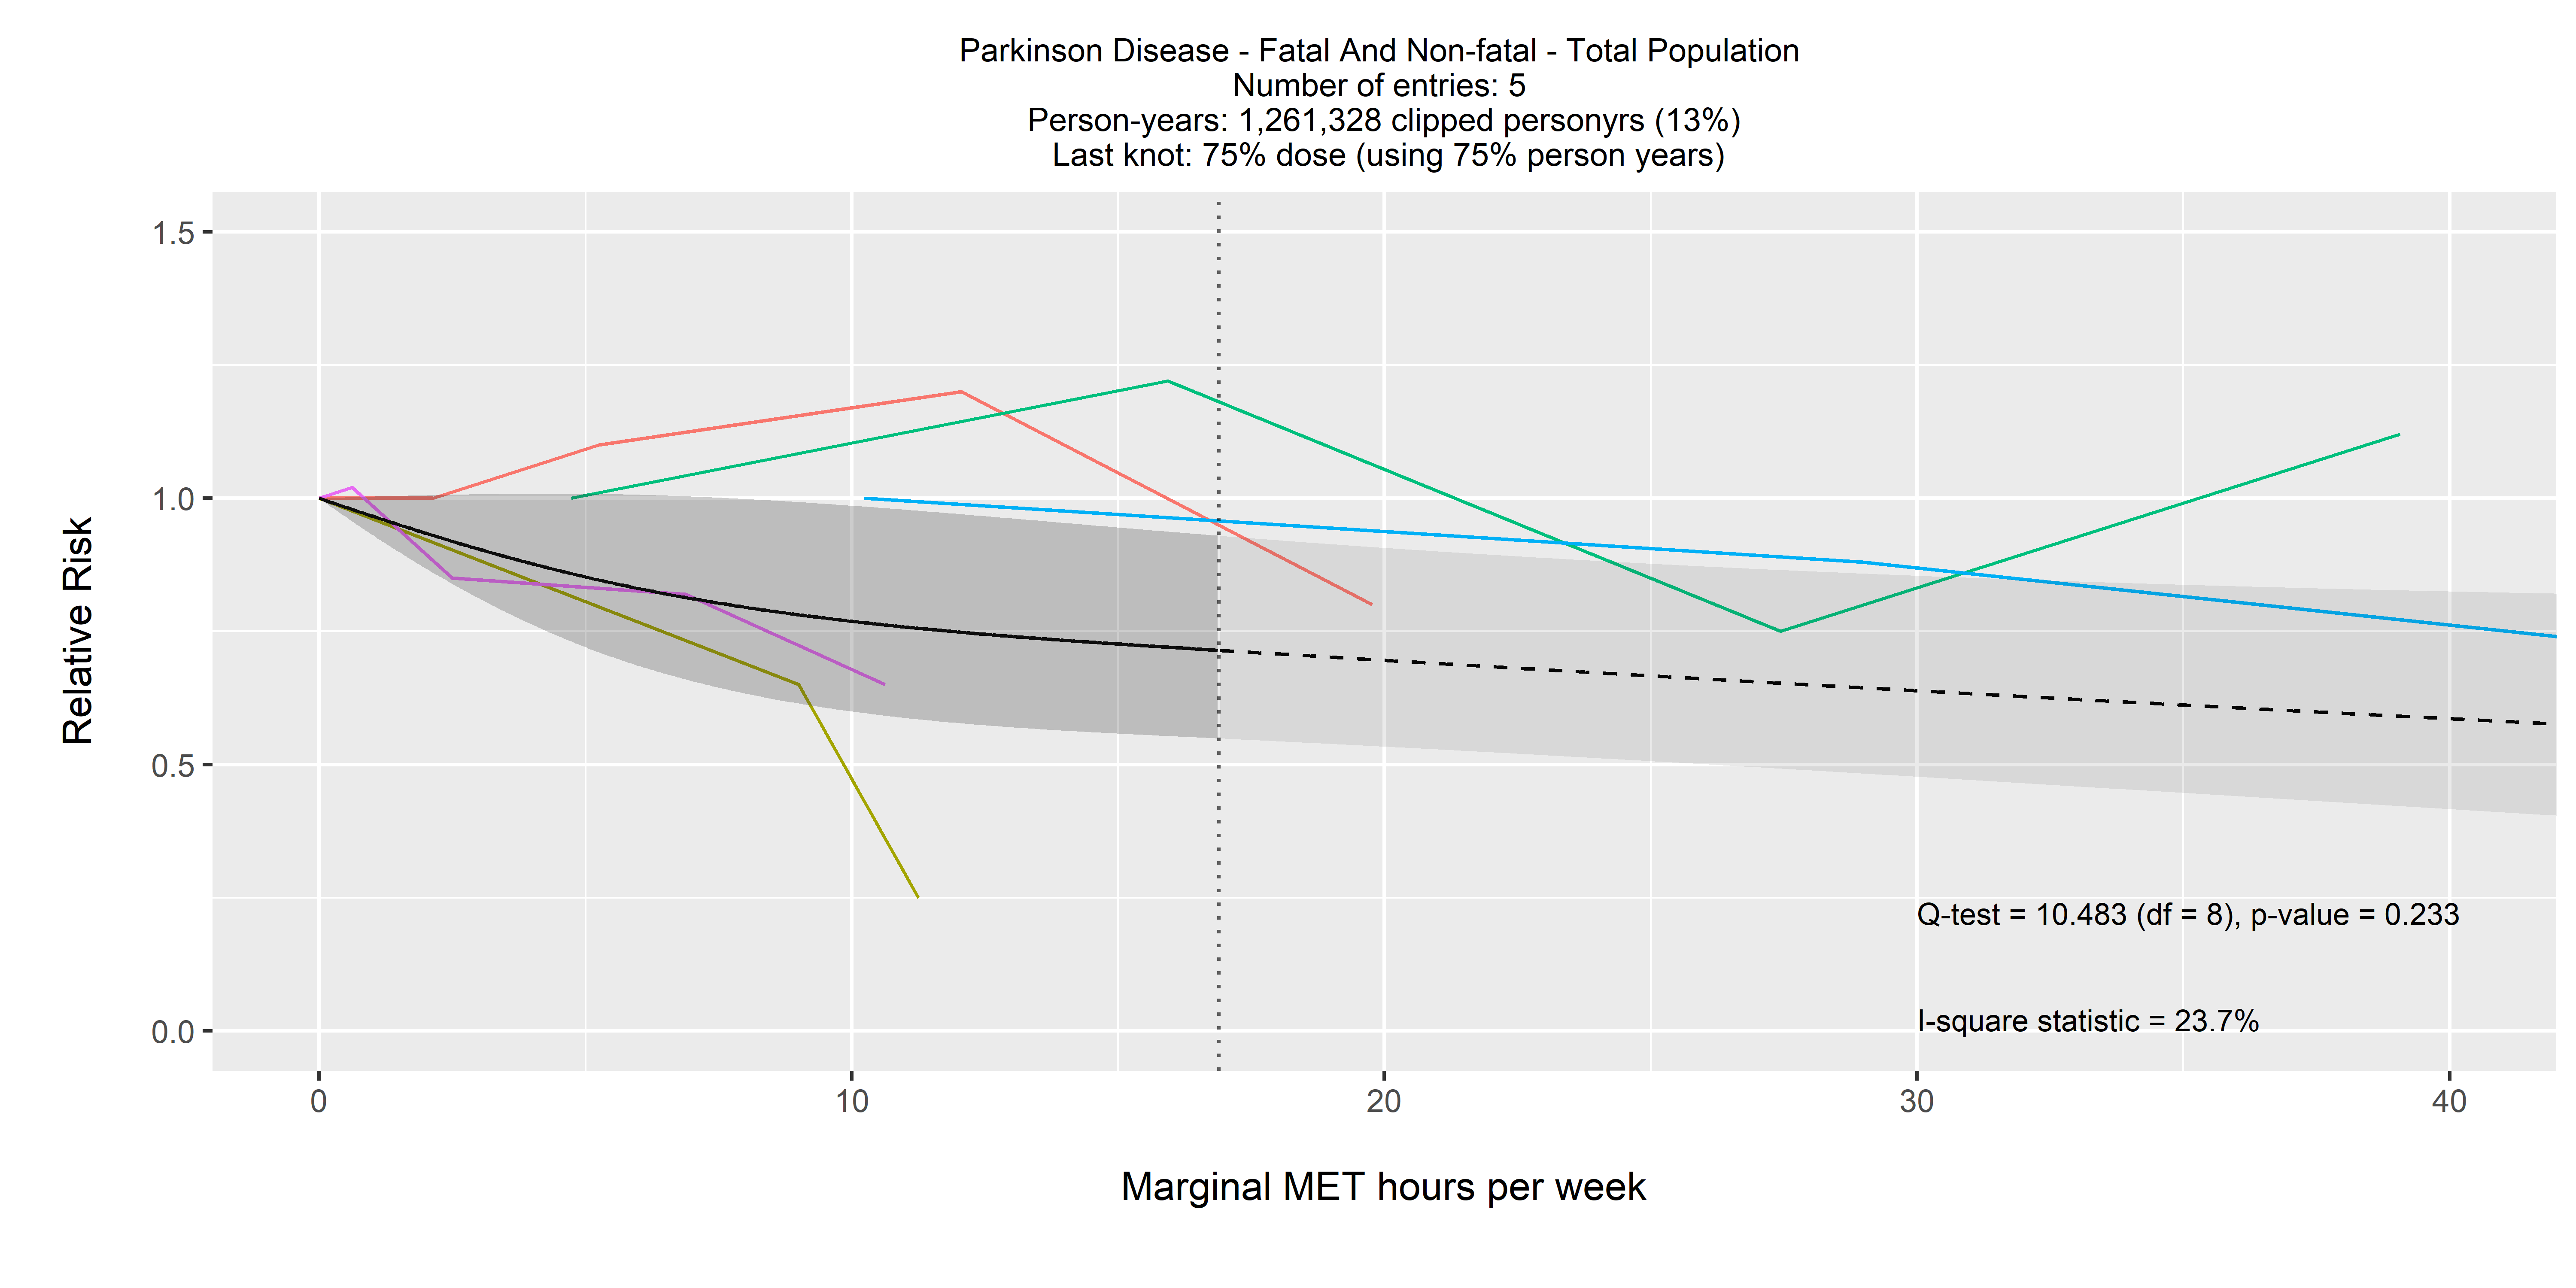 Parkinson Disease - Fatal And Non-fatal - Total Population
Number of entries: 5
Person-years: 1,261,328 clipped personyrs (13%)
Last knot: 75% dose (using 75% person years)
1.5
1.0
0.5
0.0
Relative Risk
Q-test = 10.483 (df = 8), p-value = 0.233
I-square statistic = 23.7%
0 10 20 30 40
Marginal MET hours per week